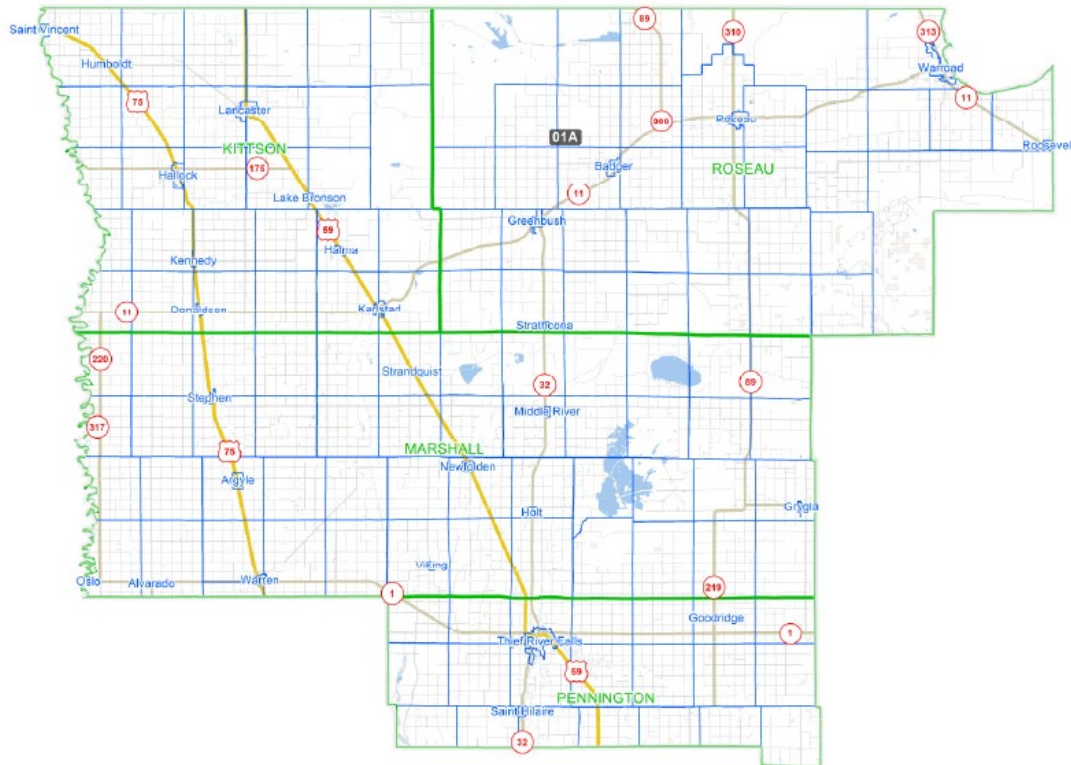 89
310
313
Saint Vincent
Humboldt
Warroad
75
Lancaster
11
308
Roseau
01A
KITTSON
175
Hallock
Badger
ROSEAU
Roosevel
Lake Bronson
11
59
Greenbush
Halma
Kennedy
11
Donaldson
Karlstad
Strathcona
220
Strandquist
32
89
Stephen
Middle River
317
75
MARSHALL
Newfolden
Argyle
Holt
Grygla
Viking
Oslo
Alvarado
Warren
1
219
Goodridge
1
Thief River Falls
59
PENNINGTON
Saint Hilaire
32